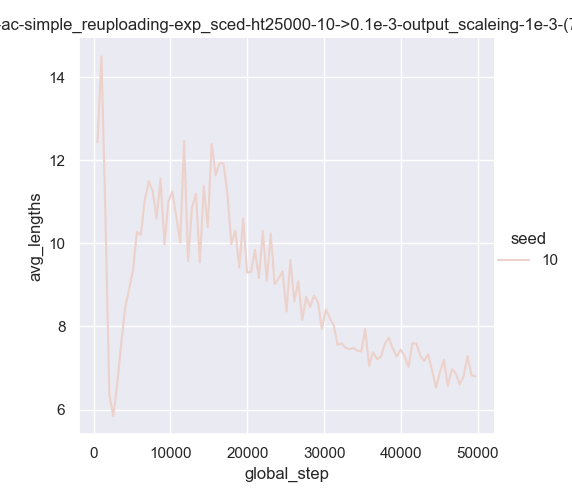 -ac-simple_reuploading-exp_sced-ht25000-10->0.1e-3-output_scaleing-1e-3-(7
14
12
10
8
6
avg_lengths
0 10000 20000 30000 40000 50000
global_step
seed
10